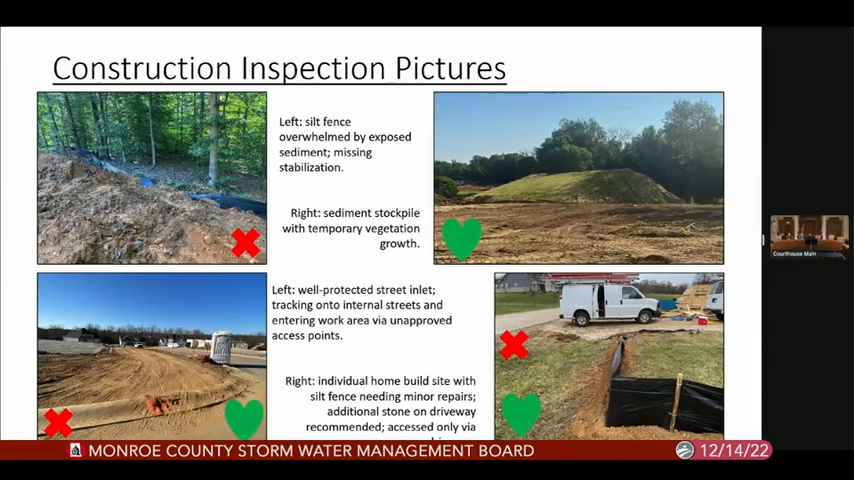 Construction Inspection Pictures
Left: silt fence
overwhelmed by exposed
sediment; missing
stabilization.
Right: sediment stockpile
with temporary vegetation
growth.
Left: well-protected street inlet;
tracking onto internal streets and
entering work area via unapproved
access points.
Right: individual home build site with
silt fence needing minor repairs;
additional stone on driveway
recommended; accessed only via
Courthouse Main
MONROE COUNTY STORM WATER MANAGEMENT BOARD
12/14/22